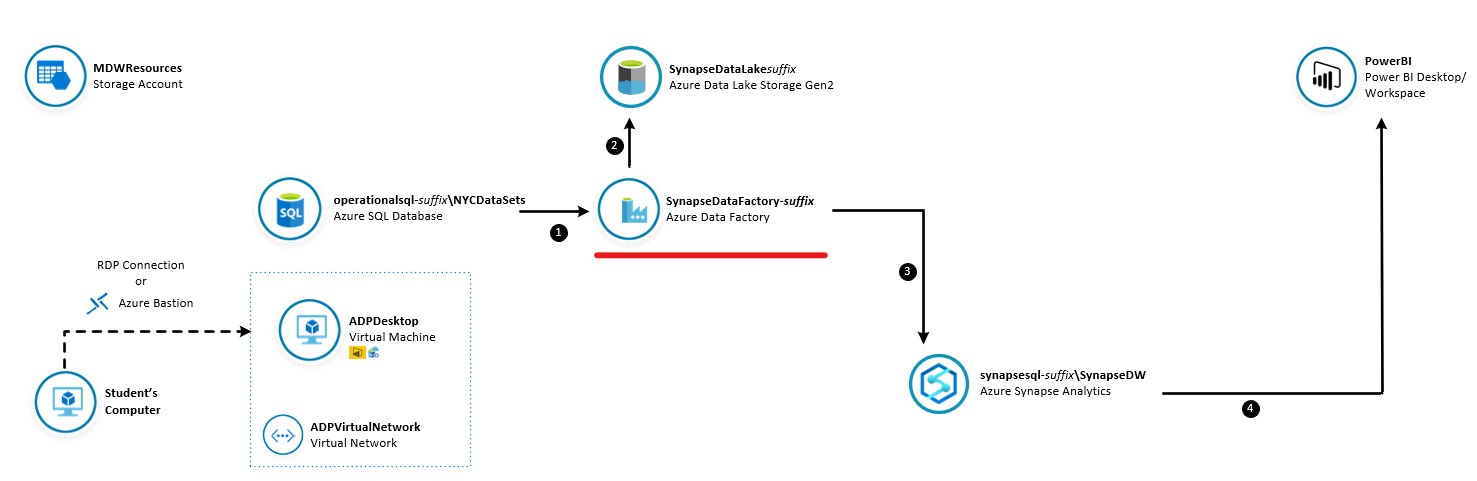 MDWResources
Storage Account
SynapseDataLakesuffix
Azure Data Lake Storage Gen2
PowerBI
Power BI Desktop/
Workspace
2
operationalsql-suffix\NYCDataSets
Azure SQL Database
SQL
1
SynapseDataFactory-suffix
Azure Data Factory
3
RDP Connection
or
Azure Bastion
ADPDesktop
Virtual Machine
Student's
Computer
synapsesql-suffix\SynapseDW
Azure Synapse Analytics
4
ADPVirtualNetwork
Virtual Network